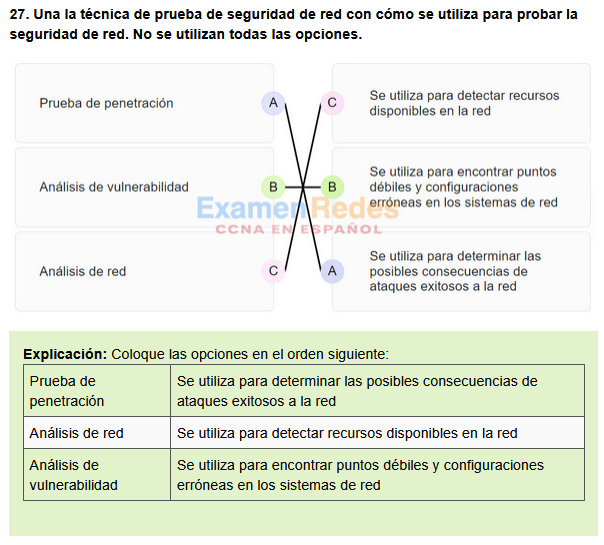 27. Una la técnica de prueba de seguridad de red con cómo se utiliza para probar la
seguridad de red. No se utilizan todas las opciones.
Prueba de penetración
A
C
Se utiliza para detectar recursos
disponibles en la red
Análisis de vulnerabilidad
B
B
Se utiliza para encontrar puntos
débiles y configuraciones
erróneas en los sistemas de red
ExamenRedes
CCNA EN ESPAÑOL
Análisis de red
C
A
Se utiliza para determinar las
posibles consecuencias de
ataques exitosos a la red
Explicación: Coloque las opciones en el orden siguiente:
Prueba de
penetración
Se utiliza para determinar las posibles consecuencias de
ataques exitosos a la red
Análisis de red
Se utiliza para detectar recursos disponibles en la red
Análisis de
vulnerabilidad
Se utiliza para encontrar puntos débiles y configuraciones
erróneas en los sistemas de red